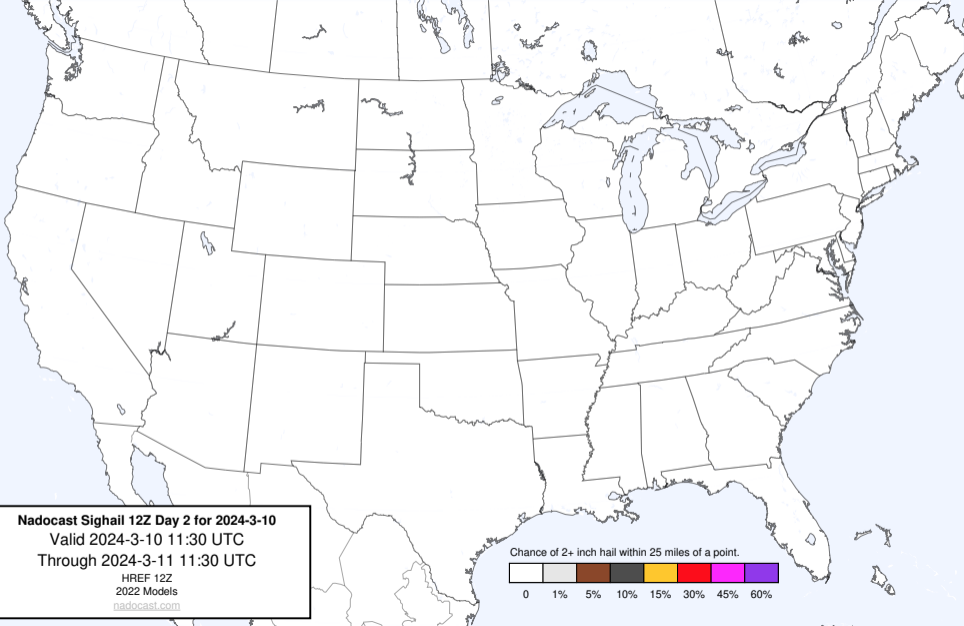 Nadocast Sighail 12Z Day 2 for 2024-3-10
Valid 2024-3-10 11:30 UTC
Through 2024-3-11 11:30 UTC
HREF 12Z
2022 Models
nadocast.com
Chance of 2+ inch hail within 25 miles of a point.
0 1% 5% 10% 15% 30% 45% 60%